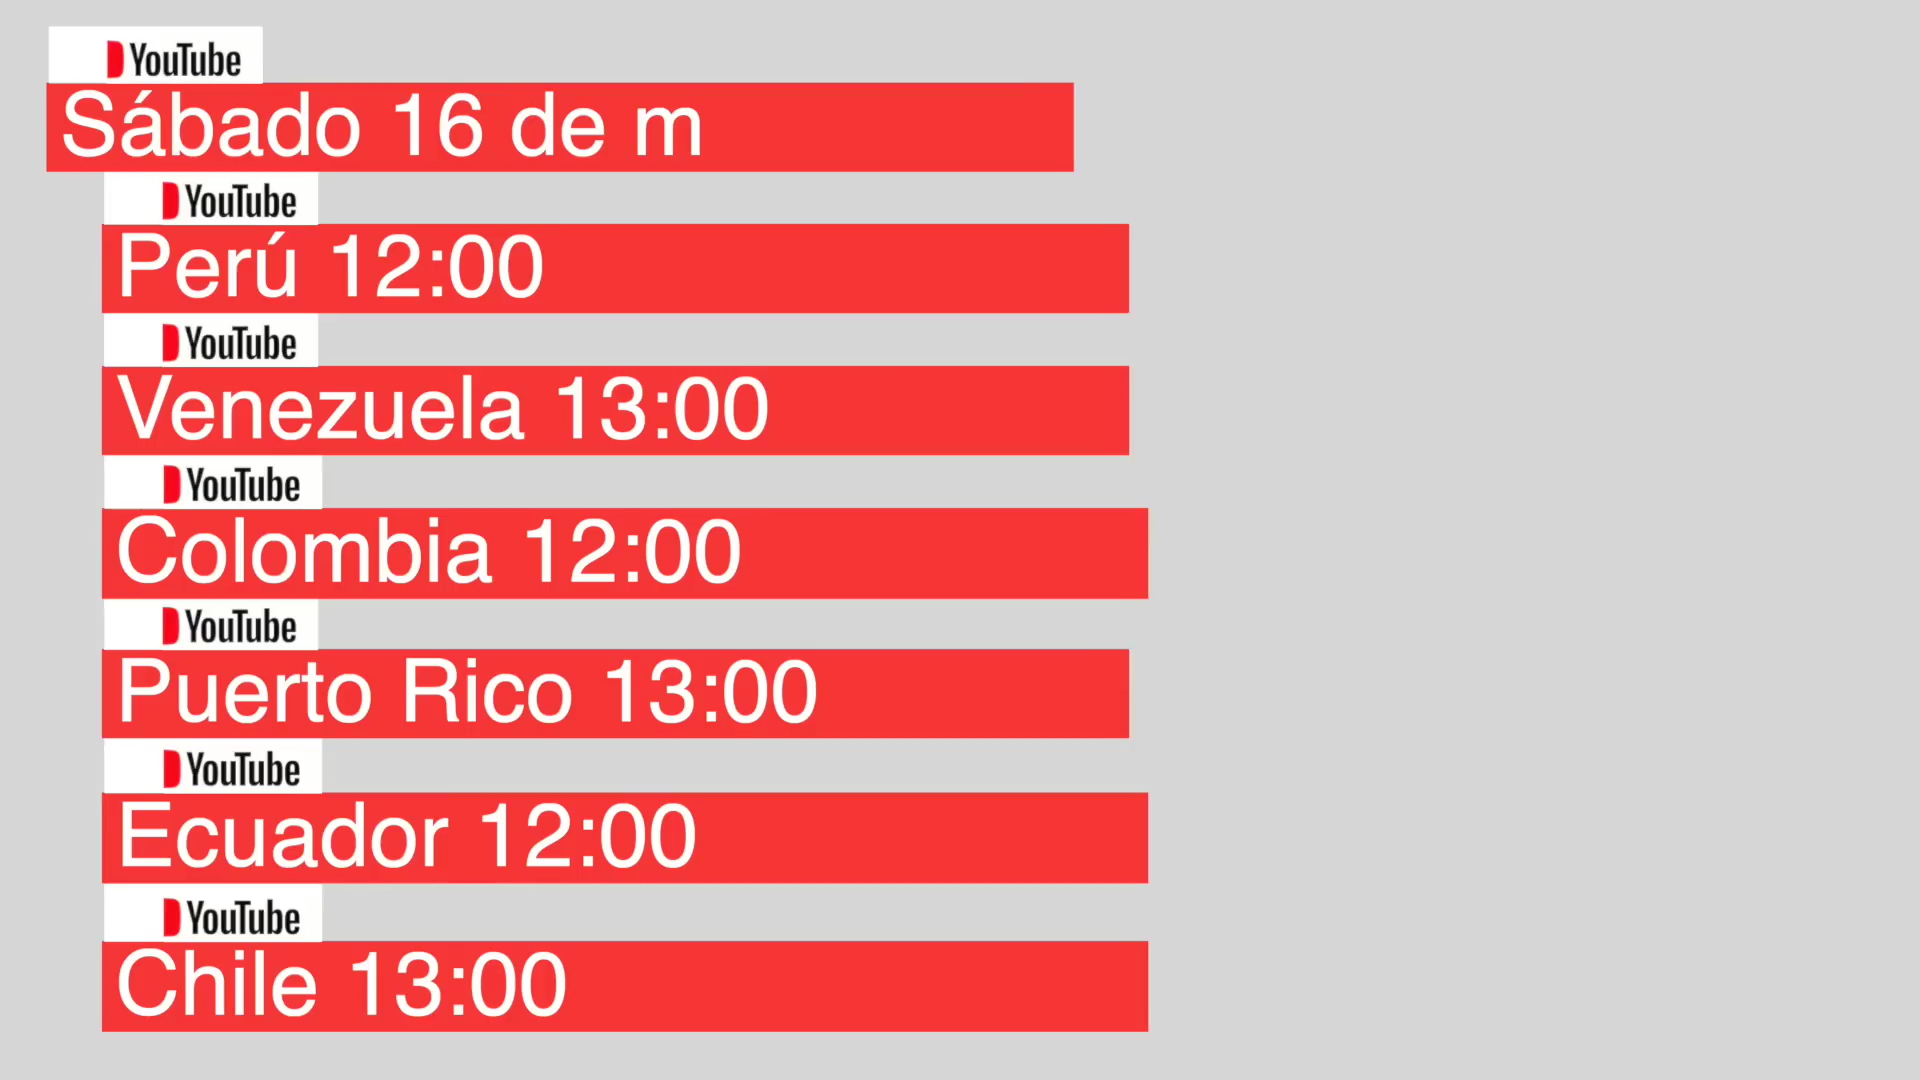 YouTube
Sábado 16 de m
YouTube
Perú 12:00
YouTube
Venezuela 13:00
YouTube
Colombia 12:00
YouTube
Puerto Rico 13:00
YouTube
Ecuador 12:00
YouTube
Chile 13:00